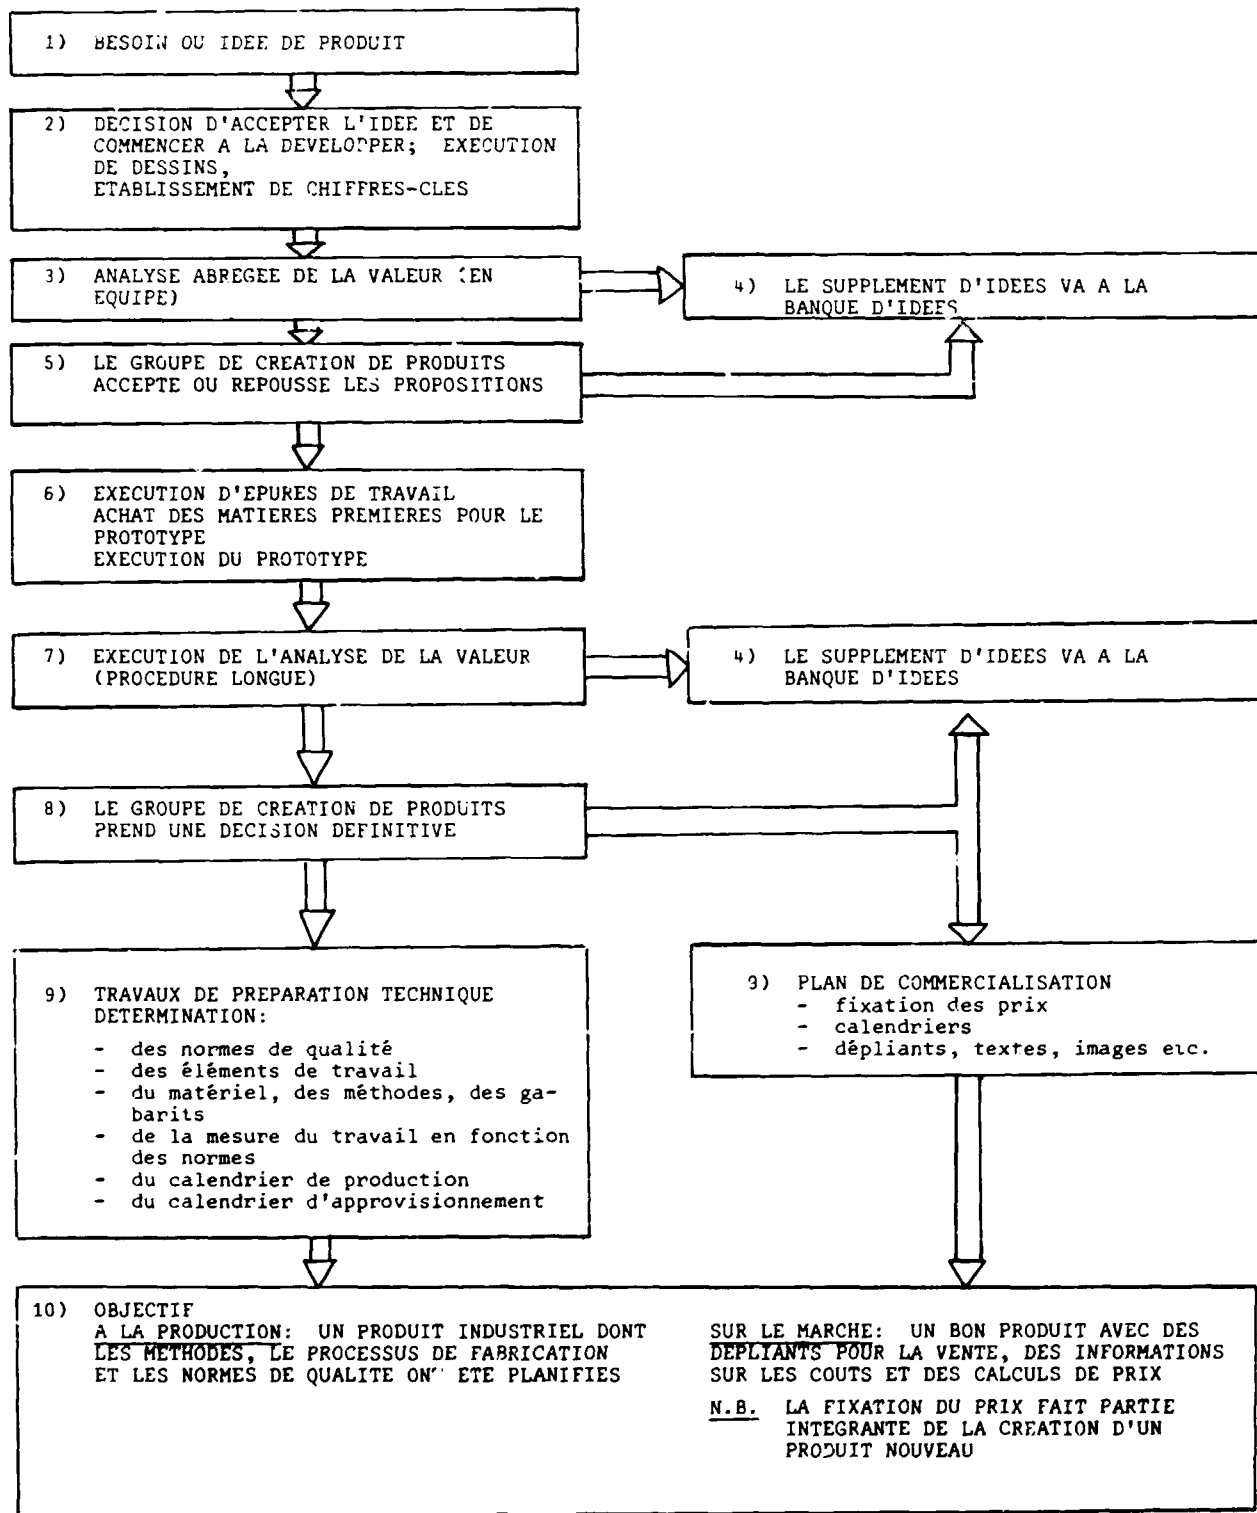 1) BESOIN OU IDEE DE PRODUIT
2) DECISION D'ACCEPTER L'IDEE ET DE
COMMENCER A LA DEVELOPPER; EXECUTION
DE DESSINS,
ETABLISSEMENT DE CHIFFRES-CLES
3) ANALYSE ABREGEE DE LA VALEUR (EN
EQUIPE)
4) LE SUPPLEMENT D'IDEES VA A LA
BANQUE D'IDEES
5) LE GROUPE DE CREATION DE PRODUITS
ACCEPTE OU REPOUSSE LES PROPOSITIONS
6) EXECUTION D'EPURES DE TRAVAIL
ACHAT DES MATIERES PREMIERES POUR LE
PROTOTYPE
EXECUTION DU PROTOTYPE
7) EXECUTION DE L'ANALYSE DE LA VALEUR
(PROCEDURE LONGUE)
4) LE SUPPLEMENT D'IDEES VA A LA
BANQUE D'IDEES
8) LE GROUPE DE CREATION DE PRODUITS
PREND UNE DECISION DEFINITIVE
9) TRAVAUX DE PREPARATION TECHNIQUE
DETERMINATION:
- des normes de qualité
- des éléments de travail
- du matériel, des méthodes, des ga-
barits
- de la mesure du travail en fonction
des normes
- du calendrier de production
- du calendrier d'approvisionnement
9) PLAN DE COMMERCIALISATION
- fixation des prix
- calendriers
- dépliants, textes, images etc.
10) OBJECTIF
A LA PRODUCTION: UN PRODUIT INDUSTRIEL DONT
LES METHODES, LE PROCESSUS DE FABRICATION
ET LES NORMES DE QUALITE ONT ETE PLANIFIES
SUR LE MARCHE: UN BON PRODUIT AVEC DES
DEPLIANTS POUR LA VENTE, DES INFORMATIONS
SUR LES COUTS ET DES CALCULS DE PRIX
N.B. LA FIXATION DU PRIX FAIT PARTIE
INTEGRANTE DE LA CREATION D'UN
PRODUIT NOUVEAU